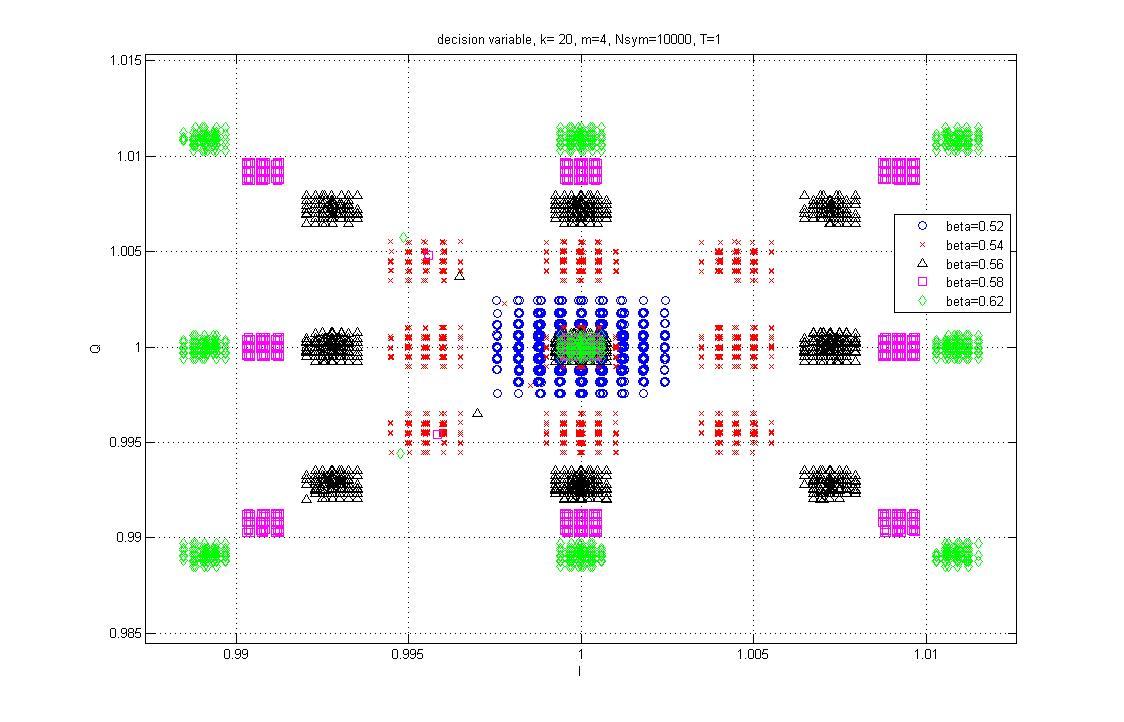 decision variable, k= 20, m=4, Nsym=10000, T=1
1.015
1.01
1.005
1
0.995
0.99
0.985
Q
beta=0.52
beta=0.54
beta=0.56
beta=0.58
beta=0.62
0.99 0.995 1 1.005 1.01
I